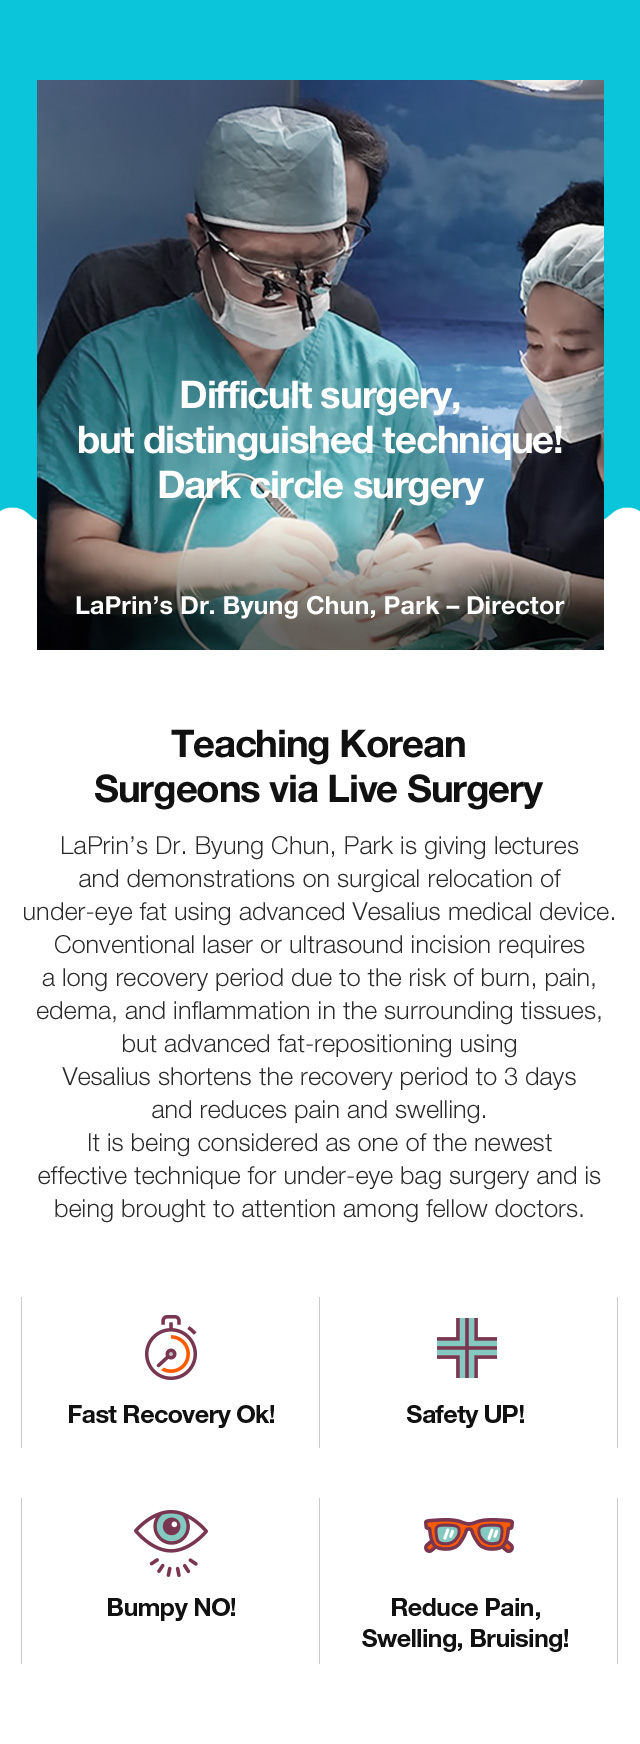 Difficult surgery,
but distinguished technique!
Dark circle surgery
LaPrin’s Dr. Byung Chun, Park – Director
Teaching Korean
Surgeons via Live Surgery
LaPrin’s Dr. Byung Chun, Park is giving lectures
and demonstrations on surgical relocation of
under-eye fat using advanced Vesalius medical device.
Conventional laser or ultrasound incision requires
a long recovery period due to the risk of burn, pain,
edema, and inflammation in the surrounding tissues,
but advanced fat-repositioning using
Vesalius shortens the recovery period to 3 days
and reduces pain and swelling.
It is being considered as one of the newest
effective technique for under-eye bag surgery and is
being brought to attention among fellow doctors.
Fast Recovery Ok!
Safety UP!
Bumpy NO!
Reduce Pain,
Swelling, Bruising!